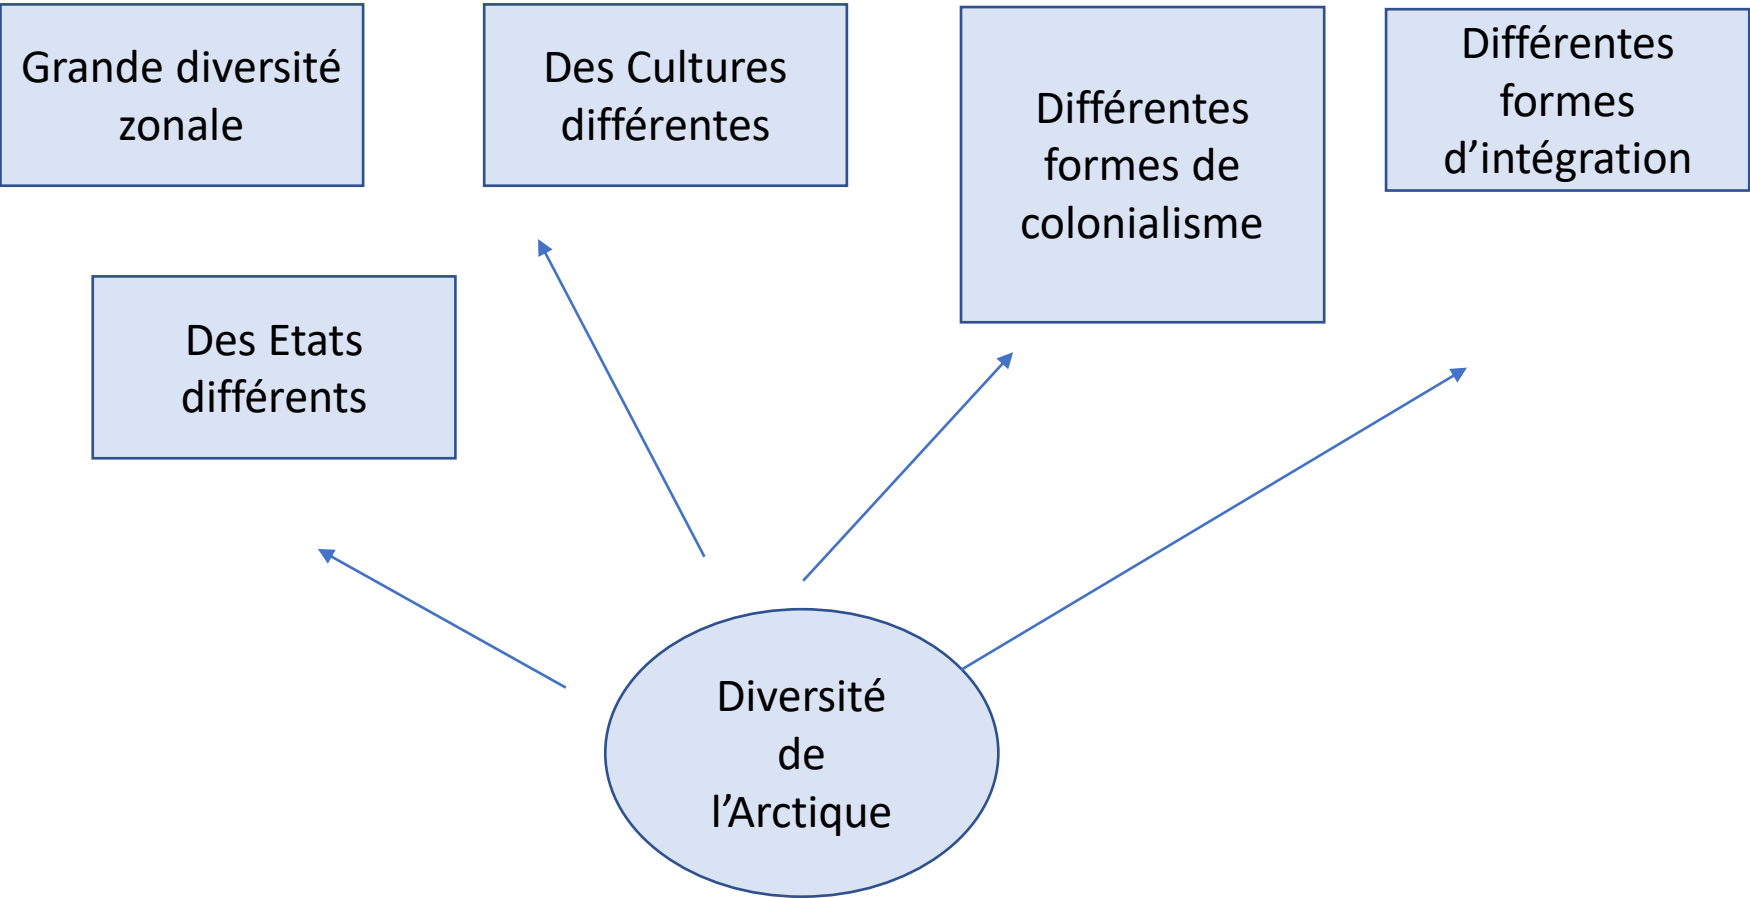 Grande diversité
zonale
Des Cultures
différentes
Différentes
formes de
colonialisme
Différentes
formes
d’intégration
Des Etats
différents
Diversité
de
l’Arctique